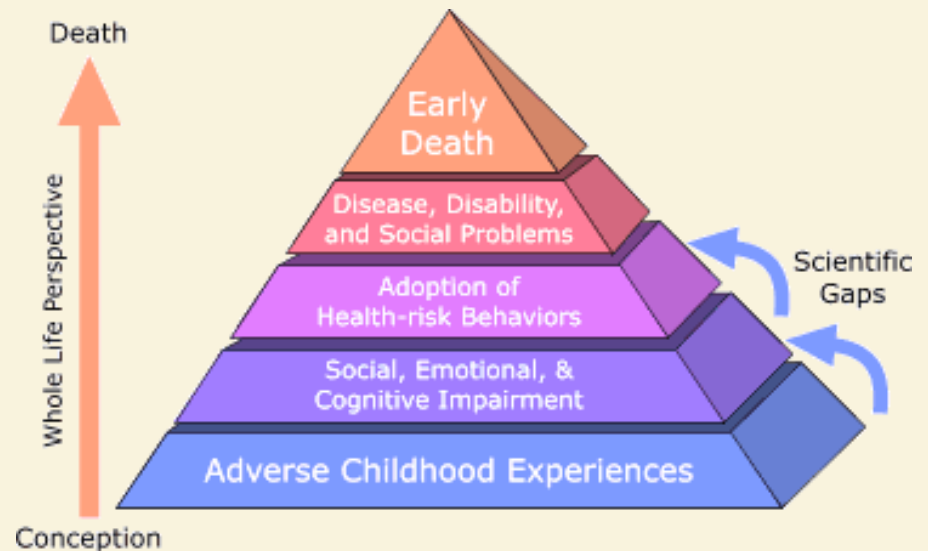 Death
Early
Death
Disease, Disability,
and Social Problems
Adoption of
Health-risk Behaviors
Social, Emotional, &
Cognitive Impairment
Adverse Childhood Experiences
Whole Life Perspective
Conception
Scientific
Gaps